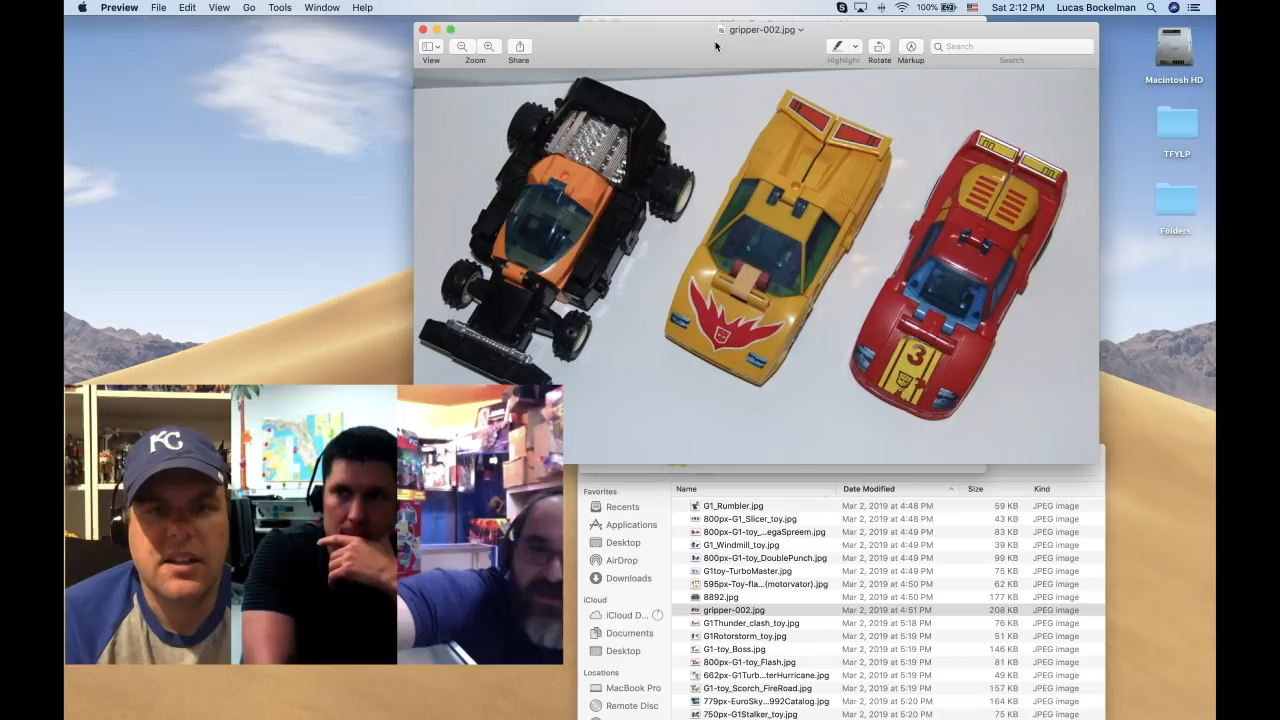 Preview File Edit View Go Tools Window Help
100% Sat 2:12 PM Lucas Bockelman
gripper-002.jpg
View Zoom Share Highlight Rotate Markup Search
Search
Macintosh HD
TFYLP
Folders
3
KC
Favorites
Recents
Applications
Desktop
AirDrop
Downloads
iCloud
iCloud D...
Documents
Desktop
Locations
MacBook Pro
Remote Disc
Name Date Modified Size Kind
G1_Rumbler.jpg Mar 2, 2019 at 4:48 PM 59 KB JPEG image
800px-G1_Slicer_toy.jpg Mar 2, 2019 at 4:48 PM 43 KB JPEG image
800px-G1-toy_...egaSpreem.jpg Mar 2, 2019 at 4:49 PM 83 KB JPEG image
G1_Windmill_toy.jpg Mar 2, 2019 at 4:49 PM 39 KB JPEG image
800px-G1-toy_DoublePunch.jpg Mar 2, 2019 at 4:49 PM 99 KB JPEG image
G1toy-TurboMaster.jpg Mar 2, 2019 at 4:49 PM 75 KB JPEG image
595px-Toy-fla...(motorvator).jpg Mar 2, 2019 at 4:50 PM 62 KB JPEG image
8892.jpg Mar 2, 2019 at 4:50 PM 177 KB JPEG image
gripper-002.jpg Mar 2, 2019 at 4:51 PM 208 KB JPEG image
G1Thunder_clash_toy.jpg Mar 2, 2019 at 5:18 PM 76 KB JPEG image
G1Rotorstorm_toy.jpg Mar 2, 2019 at 5:19 PM 51 KB JPEG image
G1-toy_Boss.jpg Mar 2, 2019 at 5:19 PM 146 KB JPEG image
800px-G1-toy_Flash.jpg Mar 2, 2019 at 5:19 PM 81 KB JPEG image
662px-G1Turb...terHurricane.jpg Mar 2, 2019 at 5:19 PM 49 KB JPEG image
G1-toy_Scorch_FireRoad.jpg Mar 2, 2019 at 5:19 PM 157 KB JPEG image
779px-EuroSky...992Catalog.jpg Mar 2, 2019 at 5:20 PM 164 KB JPEG image
750px-G1Stalker_toy.jpg Mar 2, 2019 at 5:20 PM 75 KB JPEG image